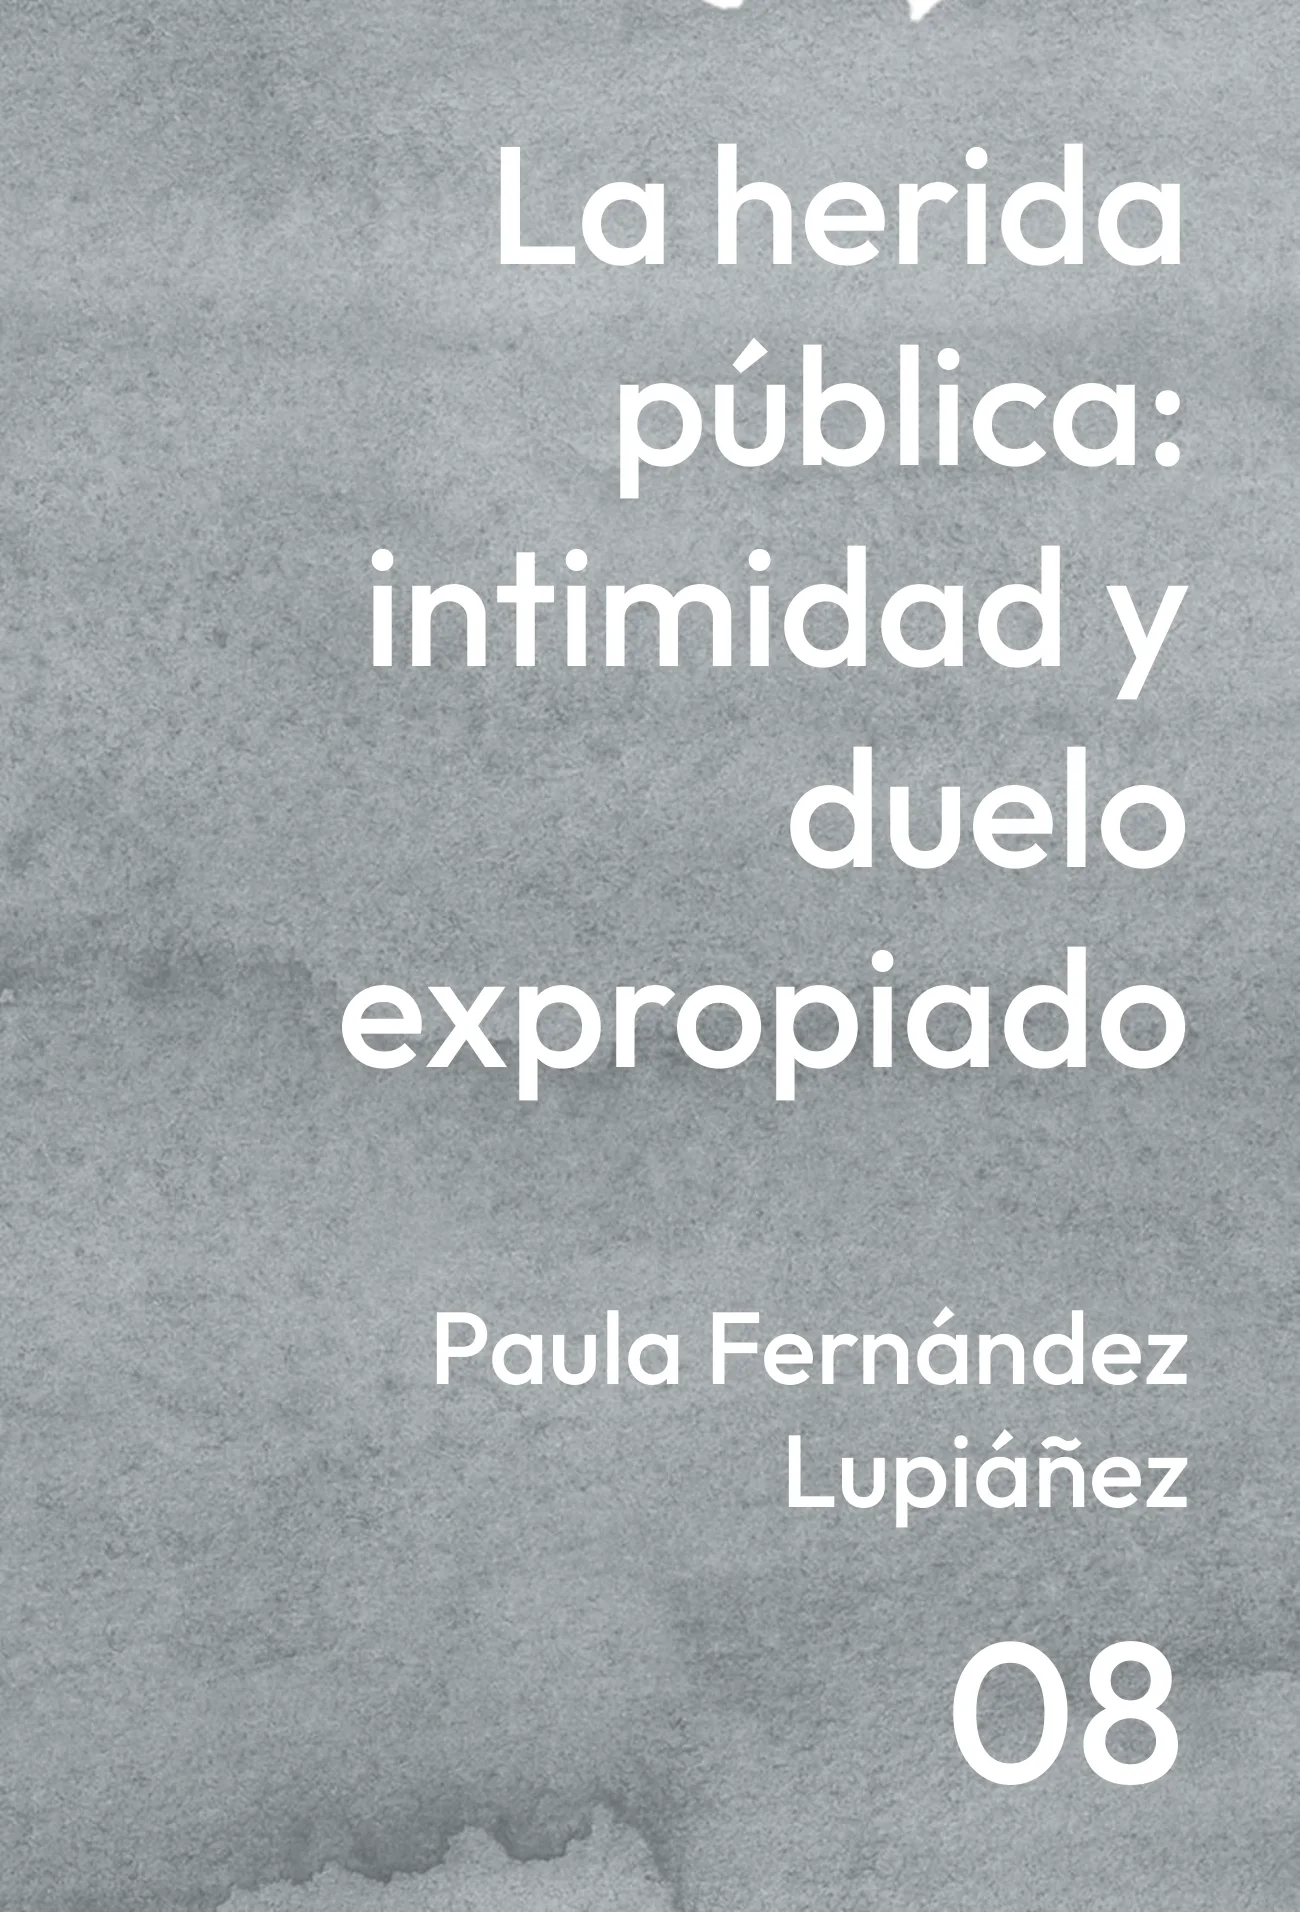 La herida
pública:
intimidad y
duelo
expropiado
Paula Fernández
Lupiáñez
08